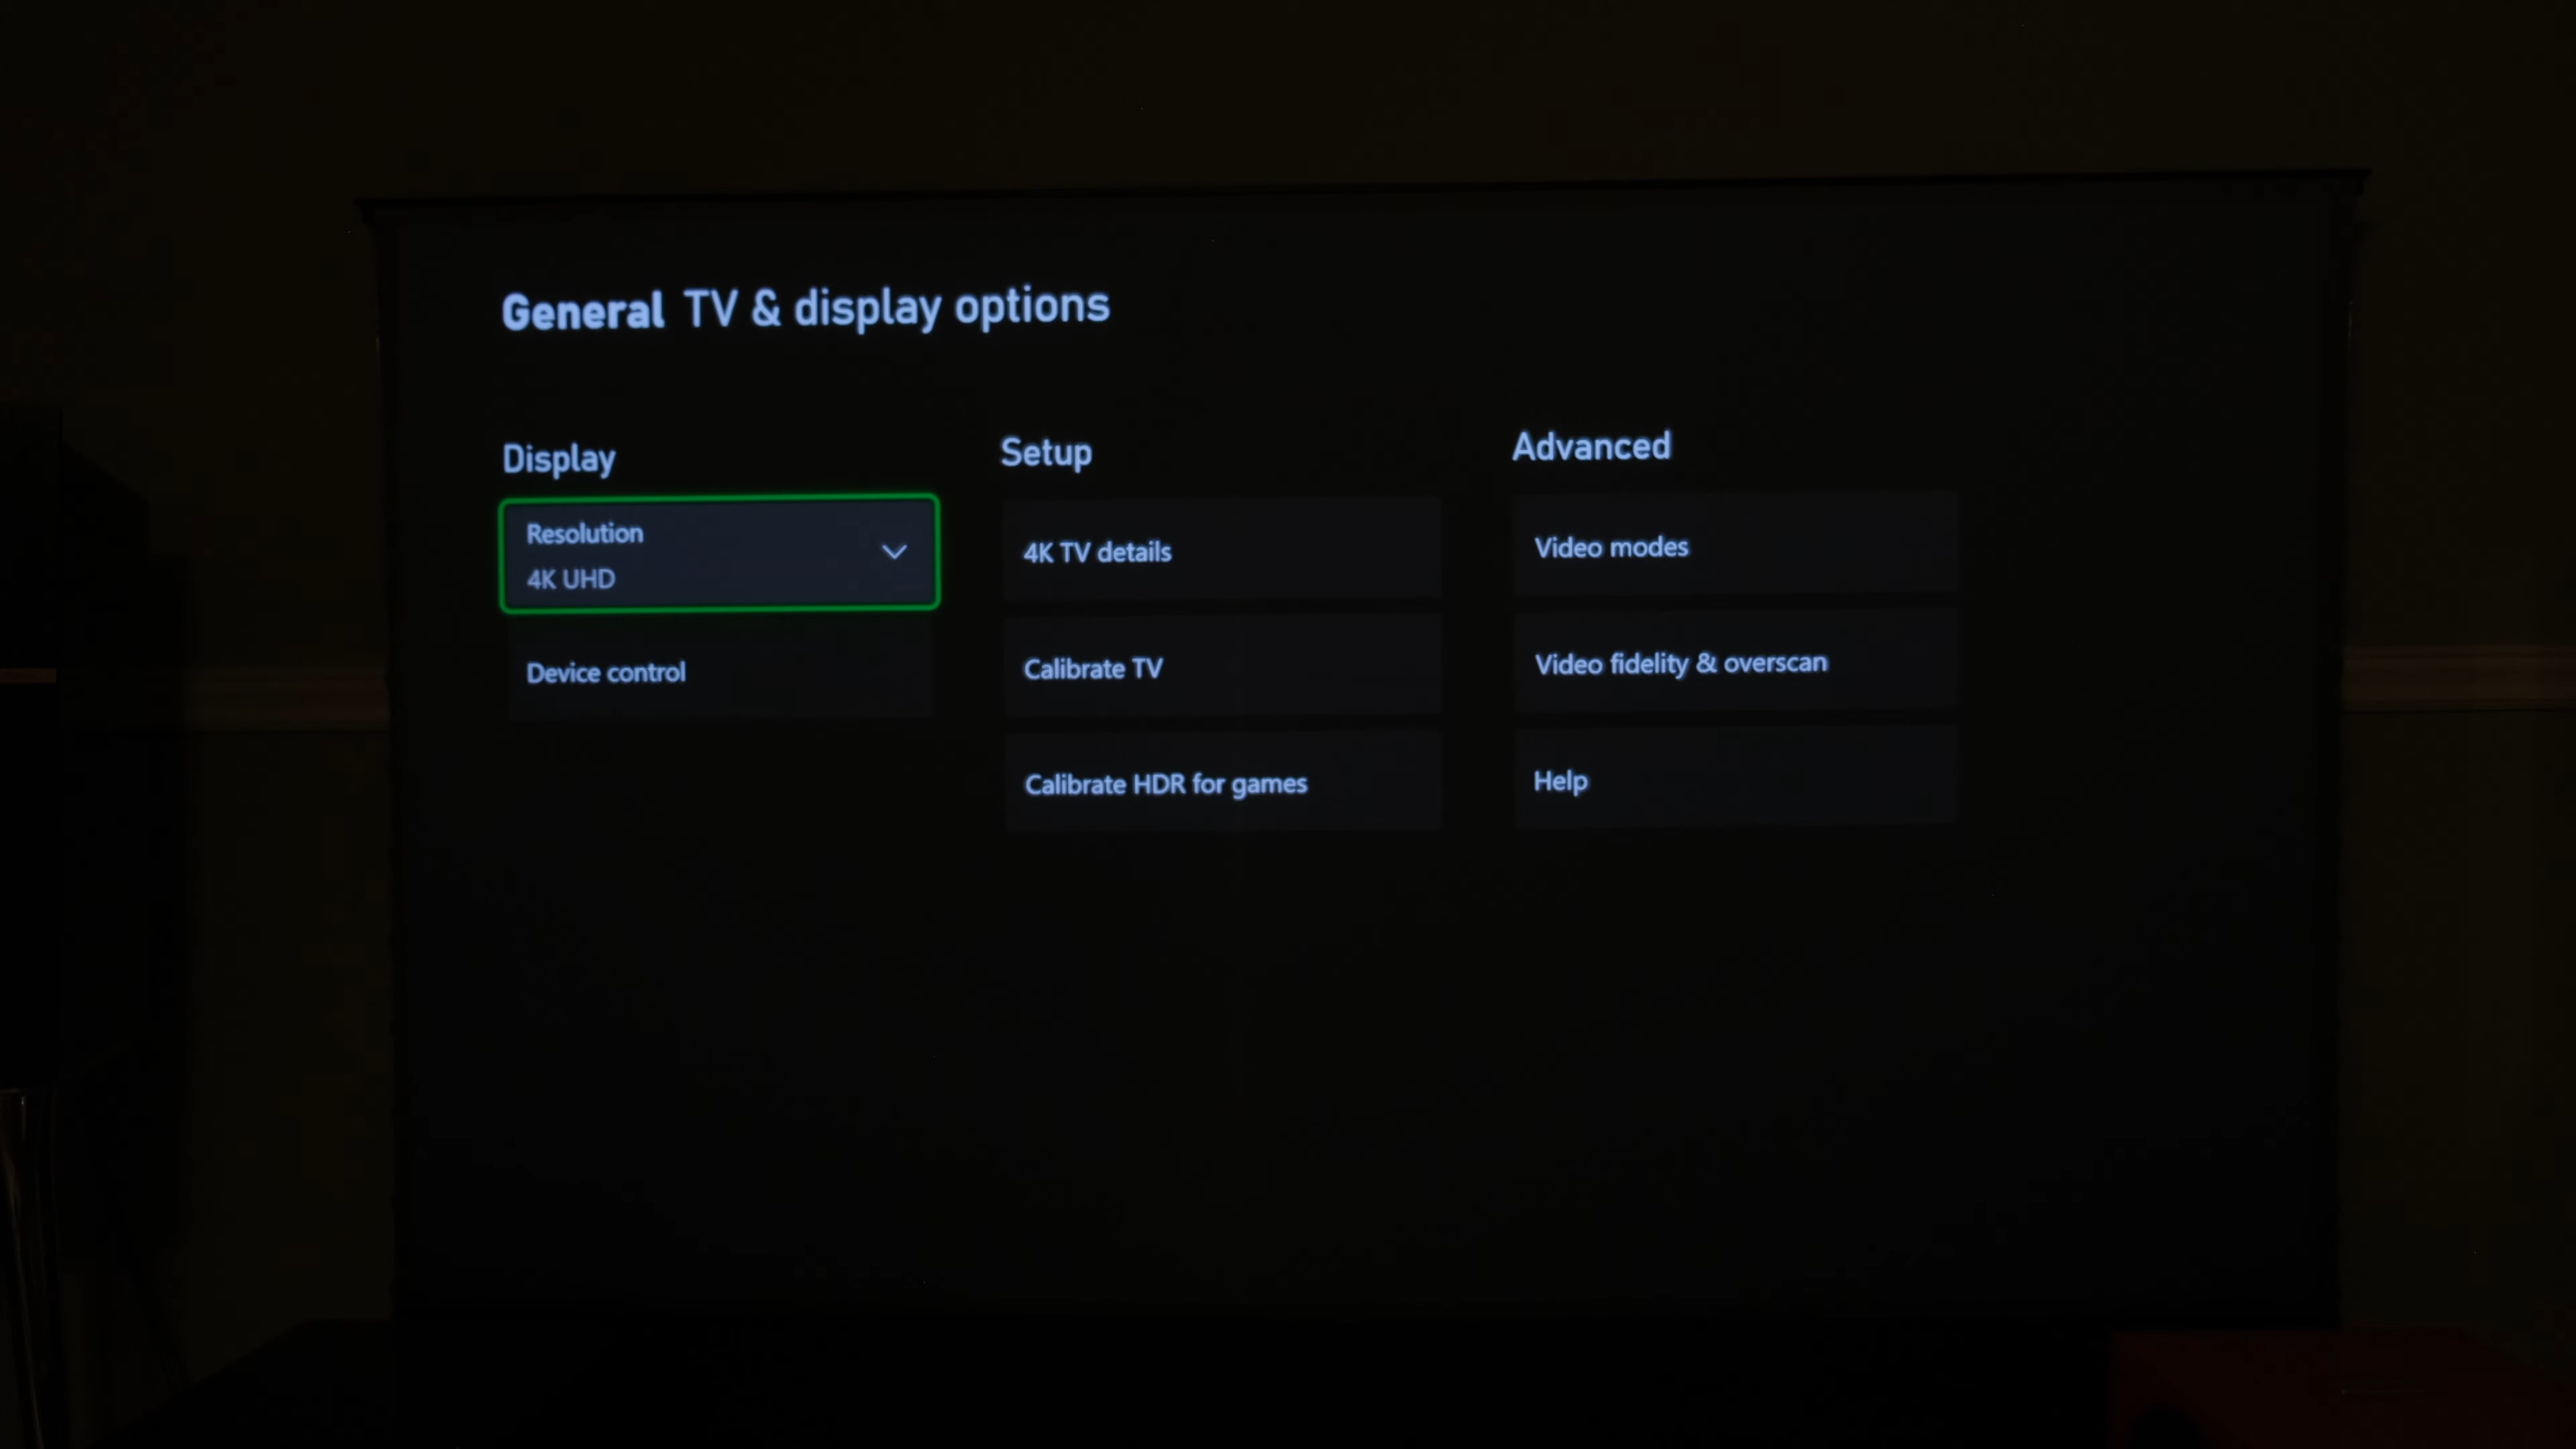 General TV & display options
Display
Resolution
4K UHD
Device control
Setup
4K TV details
Calibrate TV
Calibrate HDR for games
Advanced
Video modes
Video fidelity & overscan
Help